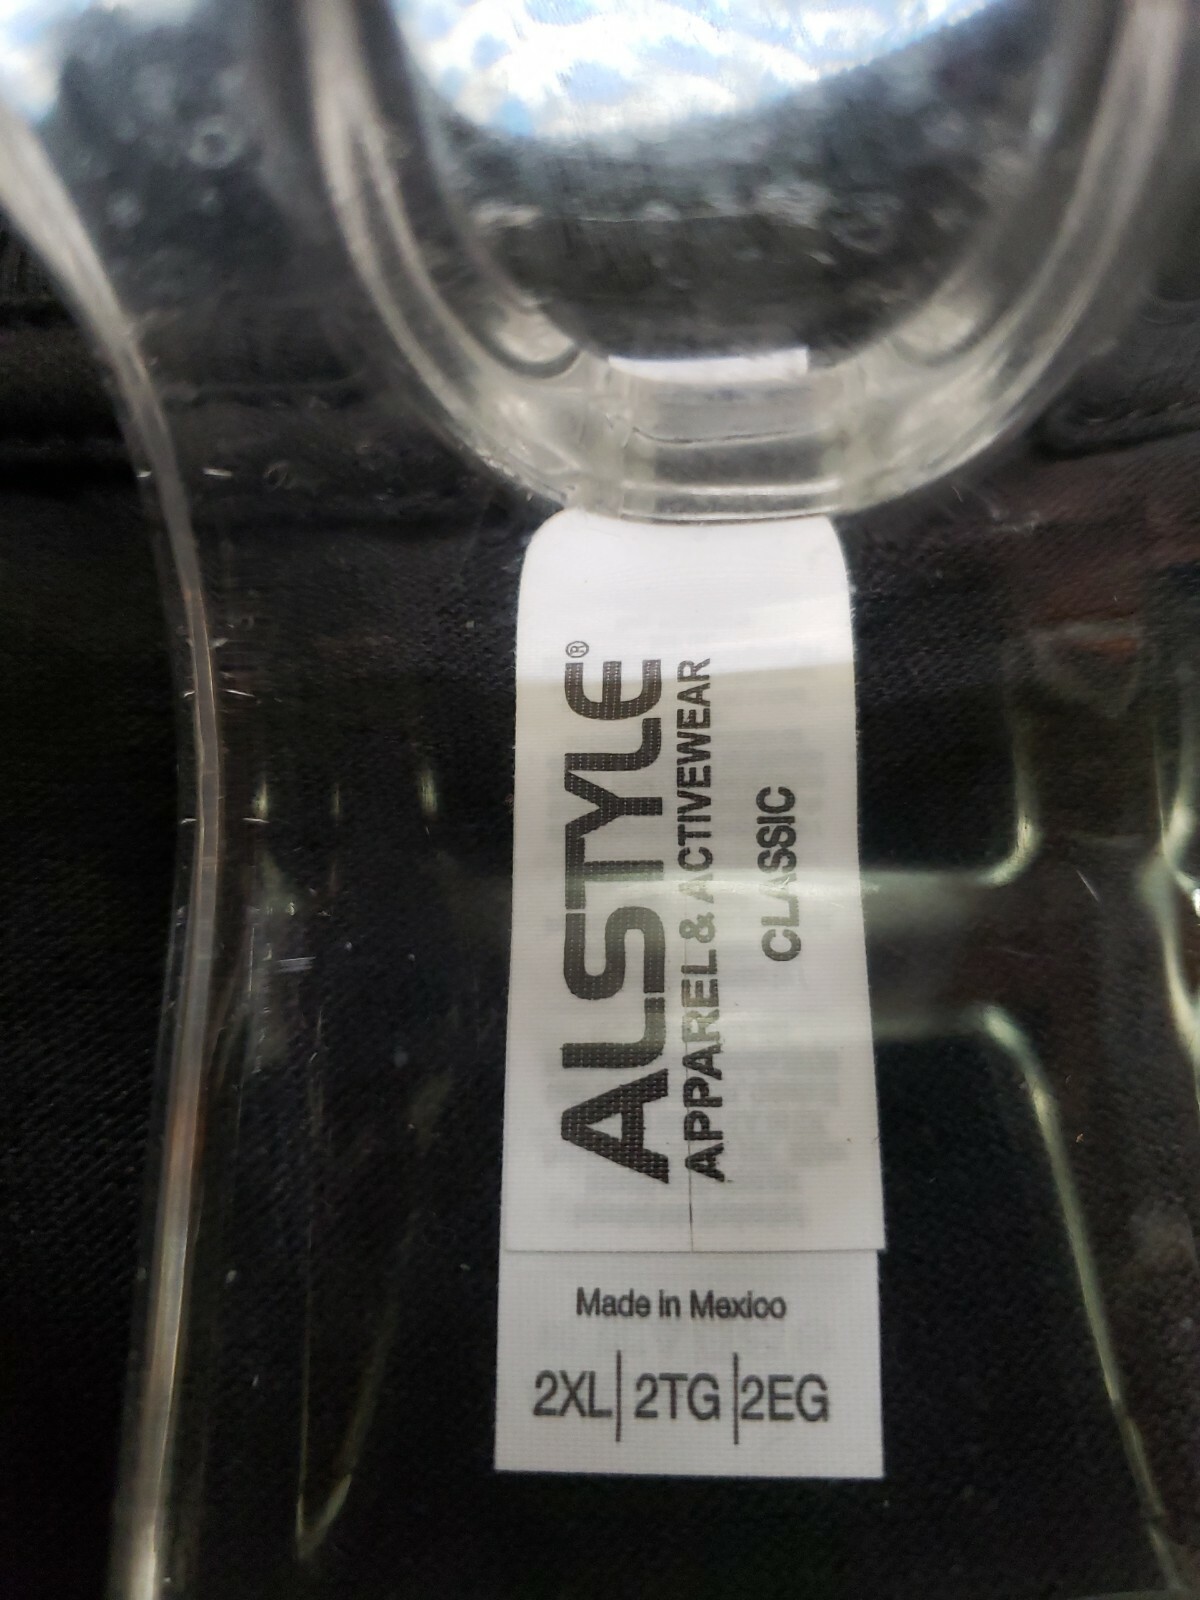 ALSTYLE®
APPAREL & ACTIVEWEAR
CLASSIC
Made in Mexico
2XL | 2TG | 2EG